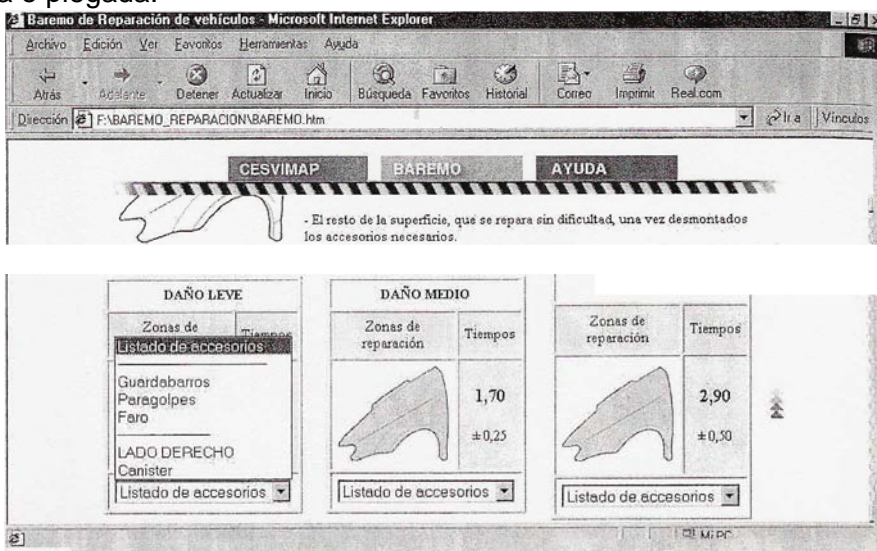 a o plegada.
Baremo de Reparación de vehículos - Microsoft Internet Explorer
Archivo Edición Ver Favoritos Herramientas Ayuda
Atrás Adelante Detener Actualizar Inicio Búsqueda Favoritos Historial Correo Imprimir Real.com
Dirección F:\BAREMO_REPARACION\BAREMO.htm Ir a Vínculos
CESVIMAP BAREMO AYUDA
- El resto de la superficie, que se repara sin dificultad, una vez desmontados
los accesorios necesarios.
DAÑO LEVE DAÑO MEDIO
Zonas de Tiempos Zonas de reparación Tiempos Zonas de reparación Tiempos
Listado de accesorios
Guardabarros
Paragolpes
Faro
LADO DERECHO
Canister
1,70 2,90
±0,25 ±0,50
Listado de accesorios Listado de accesorios Listado de accesorios
Mi PC